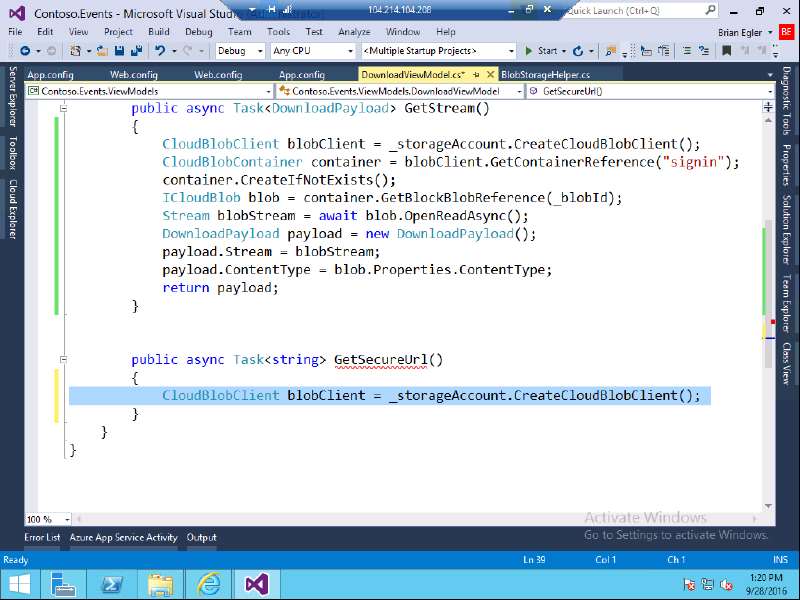 Contoso.Events - Microsoft Visual Studio
104.214.104.208
Quick Launch (Ctrl+Q)
File Edit View Project Build Debug Team Tools Test Analyze Window Help
Brian Egler BE
Debug Any CPU <Multiple Startup Projects> Start
App.config Web.config Web.config App.config DownloadViewModel.cs* BlobStorageHelper.cs
Contoso.Events.ViewModels Contoso.Events.ViewModels.DownloadViewModel GetSecureUrl()
Server Explorer
Toolbox
Cloud Explorer
public async Task<DownloadPayload> GetStream()
{
CloudBlobClient blobClient = _storageAccount.CreateCloudBlobClient();
CloudBlobContainer container = blobClient.GetContainerReference("signin");
container.CreateIfNotExists();
ICloudBlob blob = container.GetBlockBlobReference(_blobId);
Stream blobStream = await blob.OpenReadAsync();
DownloadPayload payload = new DownloadPayload();
payload.Stream = blobStream;
payload.ContentType = blob.Properties.ContentType;
return payload;
}
public async Task<string> GetSecureUrl()
{
CloudBlobClient blobClient = _storageAccount.CreateCloudBlobClient();
}
}
}
Diagnostic Tools
Properties
Solution Explorer
Team Explorer
Class View
100 %
Activate Windows
Go to Settings to activate Windows.
Error List Azure App Service Activity Output
Ready Ln 39 Col 1 Ch 1 INS
1:20 PM
9/28/2016